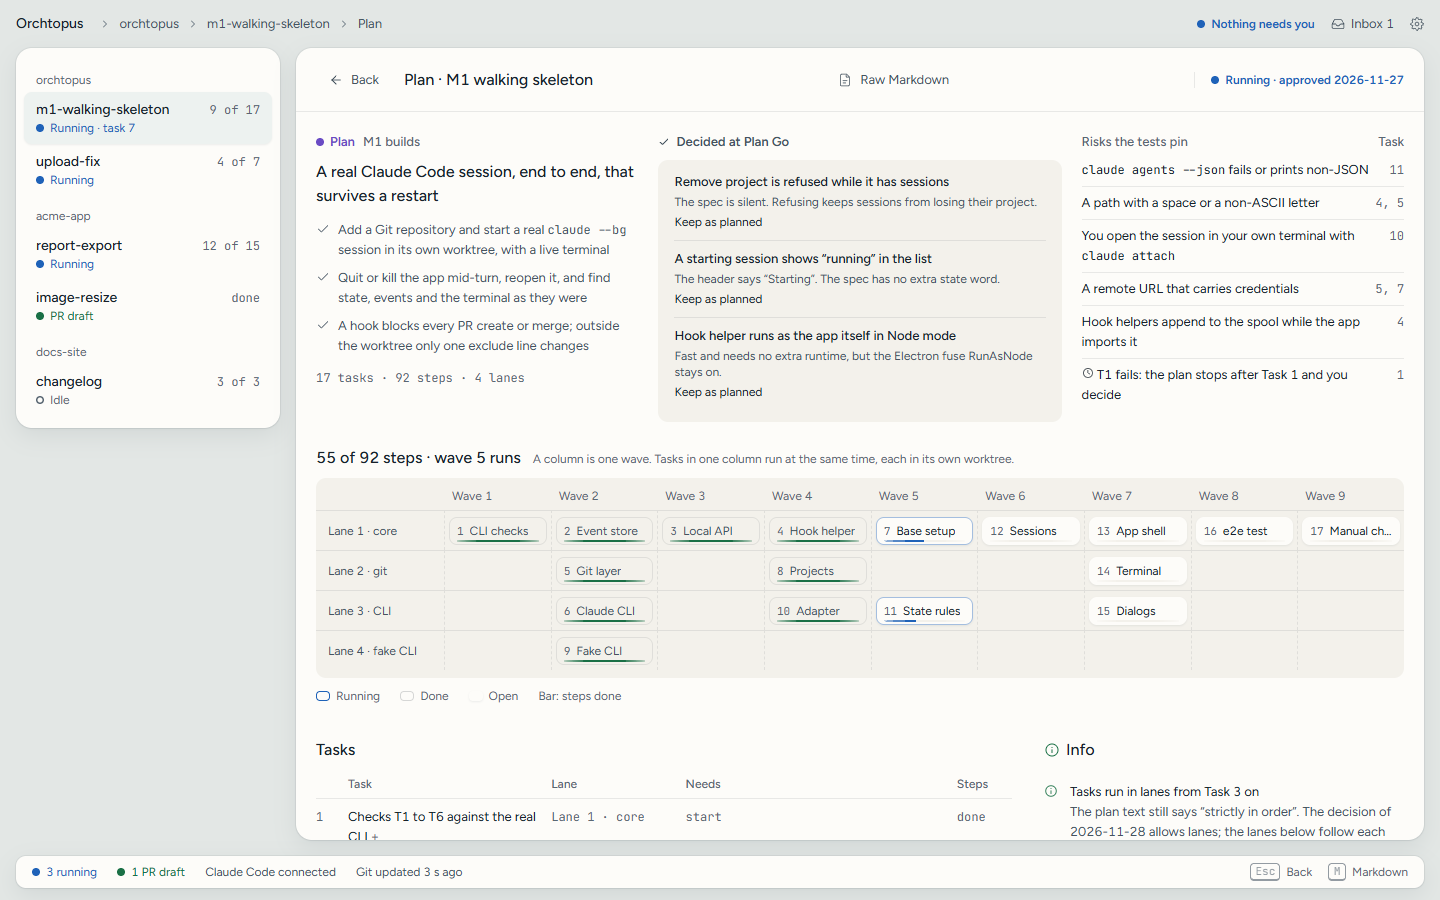 Orchtopus
orchtopus
m1-walking-skeleton
Plan
Nothing needs you
Inbox 1
orchtopus
m1-walking-skeleton 9 of 17
Running · task 7
upload-fix 4 of 7
Running
acme-app
report-export 12 of 15
Running
image-resize done
PR draft
docs-site
changelog 3 of 3
Idle
Back
Plan · M1 walking skeleton
Raw Markdown
Running · approved 2026-11-27
Plan M1 builds
A real Claude Code session, end to end, that
survives a restart
Add a Git repository and start a real claude --bg
session in its own worktree, with a live terminal
Quit or kill the app mid-turn, reopen it, and find
state, events and the terminal as they were
A hook blocks every PR create or merge; outside
the worktree only one exclude line changes
17 tasks · 92 steps · 4 lanes
Decided at Plan Go
Remove project is refused while it has sessions
The spec is silent. Refusing keeps sessions from losing their project.
Keep as planned
A starting session shows “running” in the list
The header says “Starting”. The spec has no extra state word.
Keep as planned
Hook helper runs as the app itself in Node mode
Fast and needs no extra runtime, but the Electron fuse RunAsNode
stays on.
Keep as planned
Risks the tests pin Task
claude agents --json fails or prints non-JSON 11
A path with a space or a non-ASCII letter 4, 5
You open the session in your own terminal with 10
claude attach
A remote URL that carries credentials 5, 7
Hook helpers append to the spool while the app 4
imports it
T1 fails: the plan stops after Task 1 and you 1
decide
55 of 92 steps · wave 5 runs
A column is one wave. Tasks in one column run at the same time, each in its own worktree.
Wave 1 Wave 2 Wave 3 Wave 4 Wave 5 Wave 6 Wave 7 Wave 8 Wave 9
Lane 1 · core 1 CLI checks 2 Event store 3 Local API 4 Hook helper 7 Base setup 12 Sessions 13 App shell 16 e2e test 17 Manual ch...
Lane 2 · git 5 Git layer 8 Projects 14 Terminal
Lane 3 · CLI 6 Claude CLI 10 Adapter 11 State rules 15 Dialogs
Lane 4 · fake CLI 9 Fake CLI
Running Done Open Bar: steps done
Tasks
Task Lane Needs Steps
1 Checks T1 to T6 against the real Lane 1 · core start done
CLI +
Info
Tasks run in lanes from Task 3 on
The plan text still says “strictly in order”. The decision of
2026-11-28 allows lanes; the lanes below follow each
3 running
1 PR draft
Claude Code connected
Git updated 3 s ago
Esc Back
M Markdown